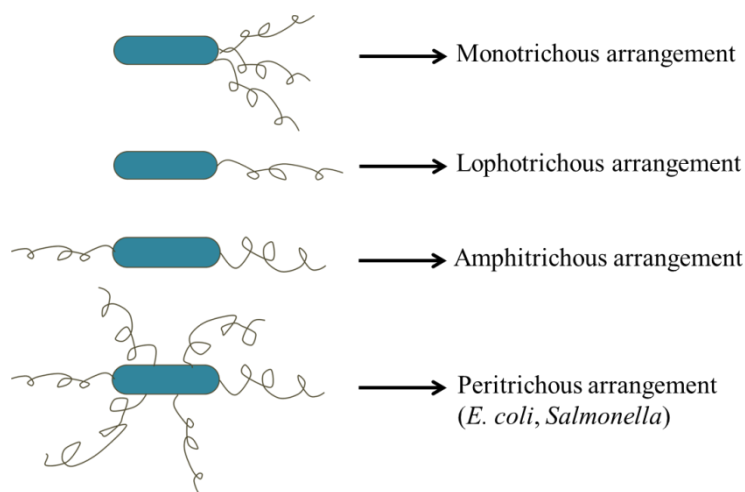 Monotrichous arrangement
Lophotrichous arrangement
Amphitrichous arrangement
Peritrichous arrangement
(E. coli, Salmonella)